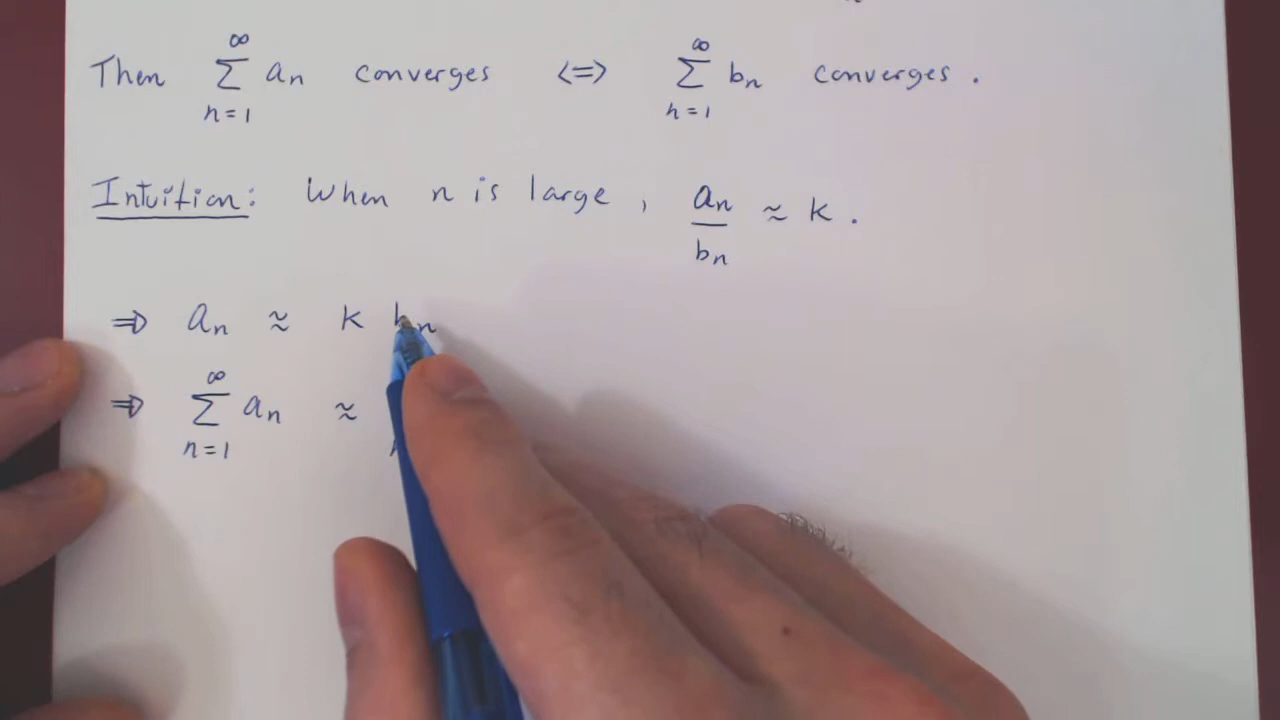 Then ∑_{n=1}^{∞} a_n converges <=> ∑_{n=1}^{∞} b_n converges.
Intuition: When n is large, a_n / b_n ≈ k.
⇒ a_n ≈ k b_n
⇒ ∑_{n=1}^{∞} a_n ≈